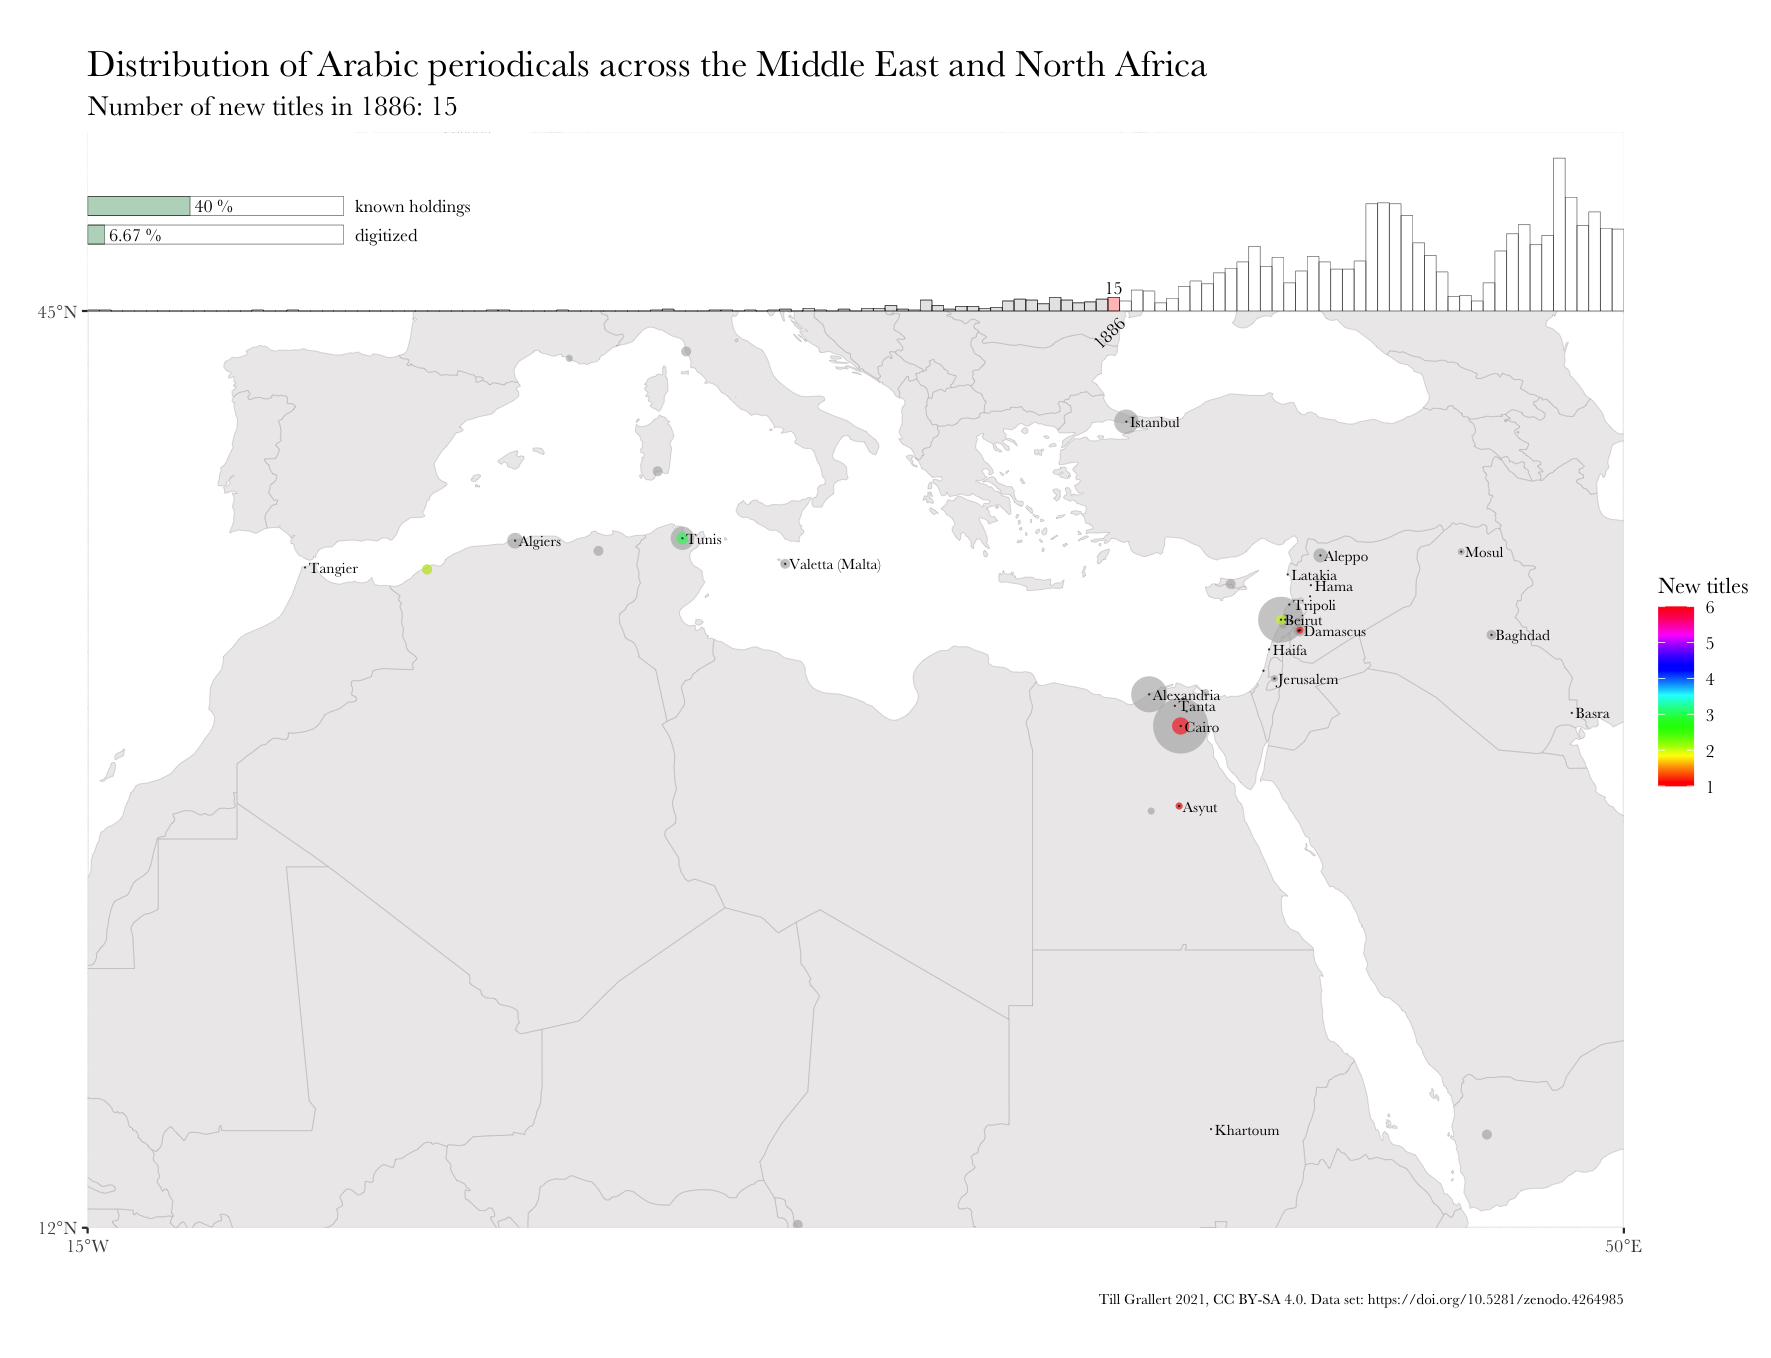 Distribution of Arabic periodicals across the Middle East and North Africa
Number of new titles in 1886: 15
40 % known holdings
6.67 % digitized
15
45°N
1886
Istanbul
Algiers
Tunis
Tangier
Valetta (Malta)
Aleppo
Mosul
Latakia
Hama
Tripoli
Beirut
Damascus
Baghdad
Haifa
Jerusalem
Alexandria
Tanta
Cairo
Basra
Asyut
Khartoum
New titles
6
5
4
3
2
1
12°N
15°W
50°E
Till Grallert 2021, CC BY-SA 4.0. Data set: https://doi.org/10.5281/zenodo.4264985